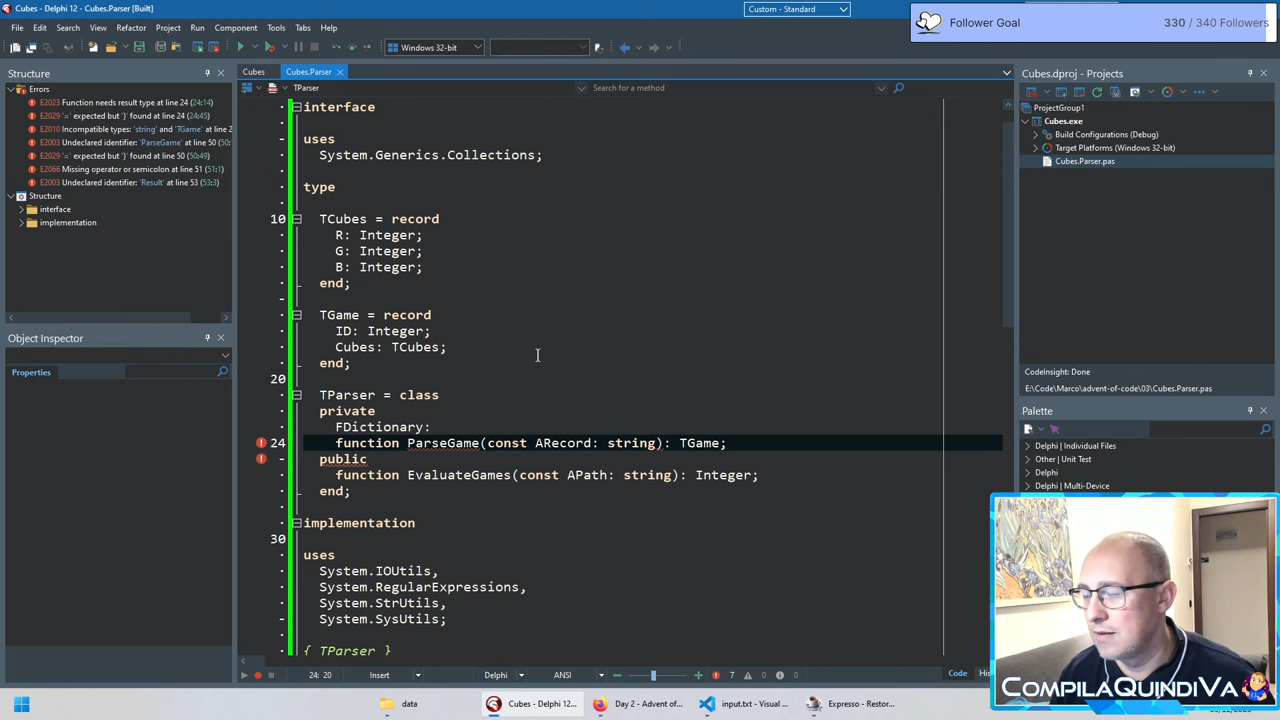 Cubes - Delphi 12 - Cubes.Parser [Built]
Custom - Standard
Follower Goal
330 / 340 Followers
File Edit Search View Refactor Project Run Component Tools Tabs Help
Windows 32-bit
Structure
Errors
E2023 Function needs result type at line 24 (24:14)
E2029 '=' expected but ')' found at line 24 (24:45)
E2010 Incompatible types: 'string' and 'TGame' at line 2
E2003 Undeclared identifier: 'ParseGame' at line 50 (50:
E2029 '=' expected but ')' found at line 50 (50:49)
E2066 Missing operator or semicolon at line 51 (51:1)
E2003 Undeclared identifier: 'Result' at line 53 (53:3)
Structure
interface
implementation
Object Inspector
Properties
Cubes Cubes.Parser
TParser
Search for a method
interface
uses
System.Generics.Collections;
type
10 TCubes = record
R: Integer;
G: Integer;
B: Integer;
end;
TGame = record
ID: Integer;
Cubes: TCubes;
end;
20
TParser = class
private
FDictionary:
24 function ParseGame(const ARecord: string): TGame;
public
function EvaluateGames(const APath: string): Integer;
end;
implementation
30
uses
System.IOUtils,
System.RegularExpressions,
System.StrUtils,
System.SysUtils;
{ TParser }
24: 20 Insert Delphi ANSI 7 0 0 Code His
Cubes.dproj - Projects
ProjectGroup1
Cubes.exe
Build Configurations (Debug)
Target Platforms (Windows 32-bit)
Cubes.Parser.pas
CodeInsight: Done
E:\Code\Marco\advent-of-code\03\Cubes.Parser.pas
Palette
Delphi | Individual Files
Other | Unit Test
Delphi
Delphi | Multi-Device
COMPILAQUINDIVA
data
Cubes - Delphi 12...
Day 2 - Advent of...
input.txt - Visual ...
Expresso - Restor...